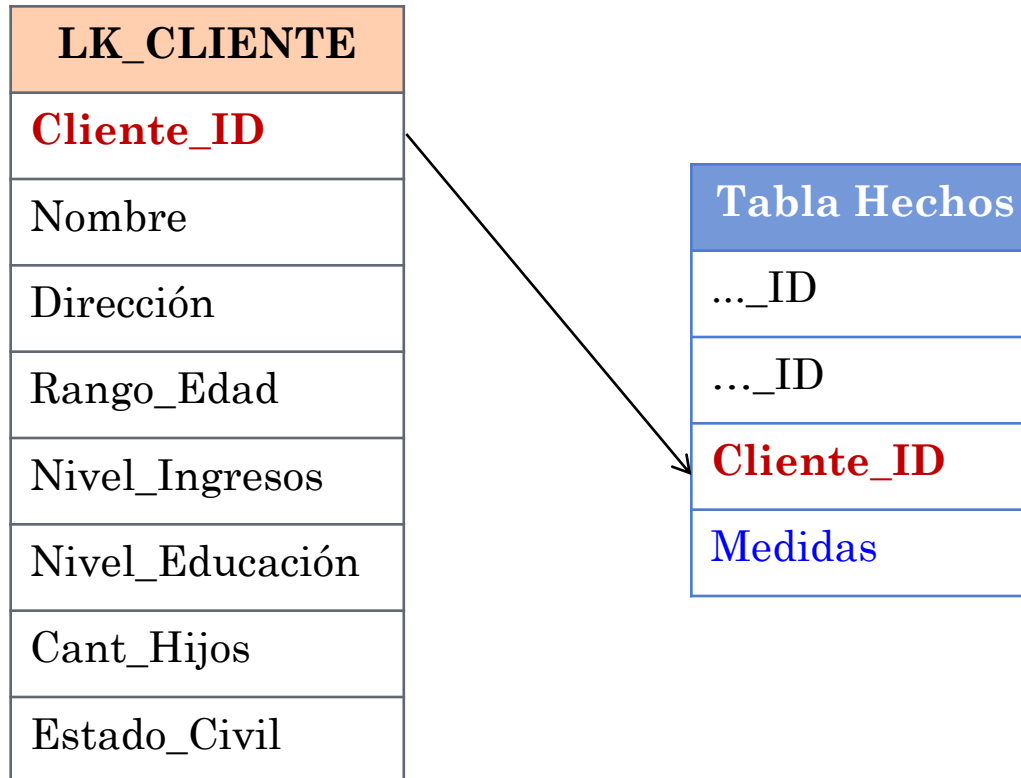 LK_CLIENTE
Cliente_ID
Nombre
Dirección
Rango_Edad
Nivel_Ingresos
Nivel_Educación
Cant_Hijos
Estado_Civil
Tabla Hechos
..._ID
…_ID
Cliente_ID
Medidas